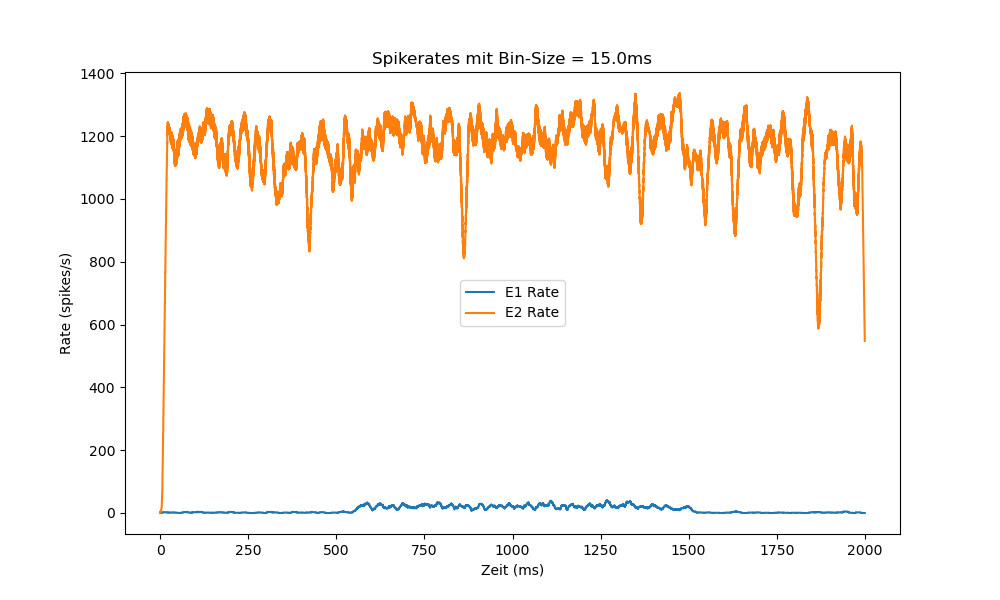 Spikerates mit Bin-Size = 15.0ms
1400
1200
1000
800
600
400
200
0
Rate (spikes/s)
E1 Rate
E2 Rate
0 250 500 750 1000 1250 1500 1750 2000
Zeit (ms)